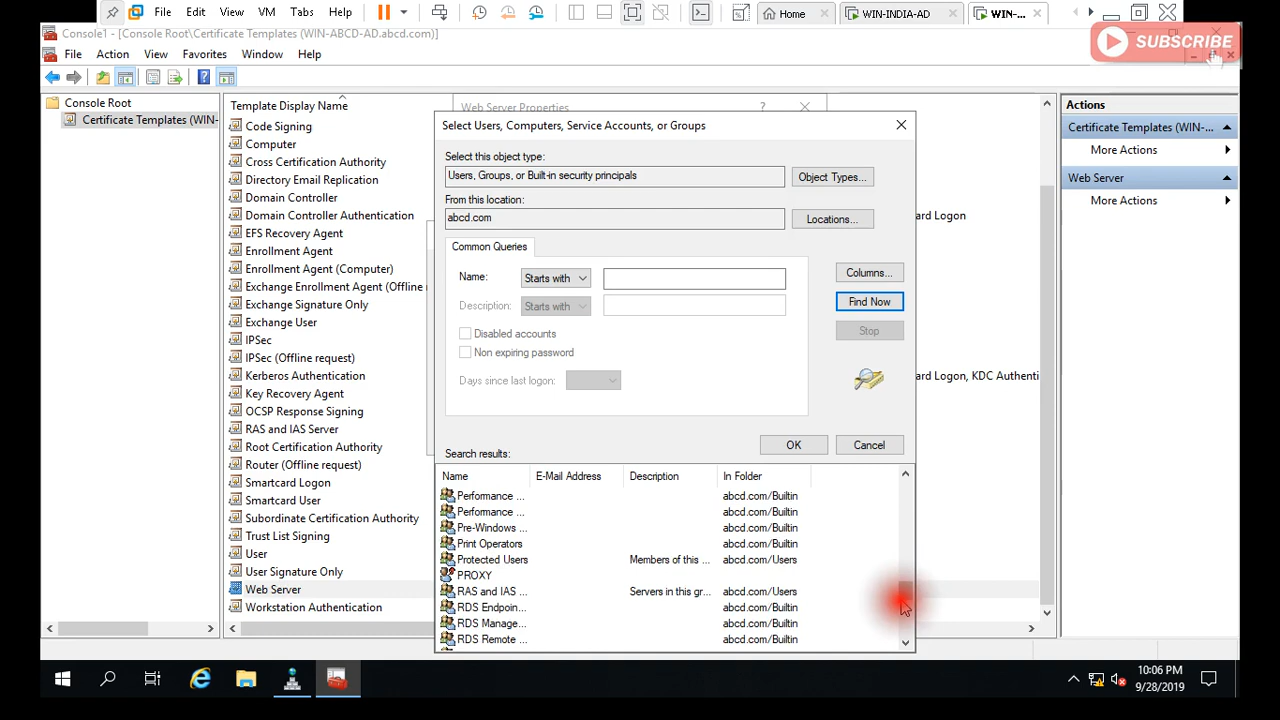 File Edit View VM Tabs Help
Home
WIN-INDIA-AD
WIN-...
Console1 - [Console Root\Certificate Templates (WIN-ABCD-AD.abcd.com)]
SUBSCRIBE
File Action View Favorites Window Help
Console Root
Certificate Templates (WIN-
Template Display Name
Code Signing
Computer
Cross Certification Authority
Directory Email Replication
Domain Controller
Domain Controller Authentication
EFS Recovery Agent
Enrollment Agent
Enrollment Agent (Computer)
Exchange Enrollment Agent (Offline
Exchange Signature Only
Exchange User
IPSec
IPSec (Offline request)
Kerberos Authentication
Key Recovery Agent
OCSP Response Signing
RAS and IAS Server
Root Certification Authority
Router (Offline request)
Smartcard Logon
Smartcard User
Subordinate Certification Authority
Trust List Signing
User
User Signature Only
Web Server
Workstation Authentication
Web Server Properties
?
Select Users, Computers, Service Accounts, or Groups
Select this object type:
Users, Groups, or Built-in security principals
Object Types...
From this location:
abcd.com
Locations...
Common Queries
Name: Starts with
Description: Starts with
Disabled accounts
Non expiring password
Days since last logon:
Columns...
Find Now
Stop
OK
Cancel
Search results:
Name E-Mail Address Description In Folder
Performance ... abcd.com/Builtin
Performance ... abcd.com/Builtin
Pre-Windows ... abcd.com/Builtin
Print Operators abcd.com/Builtin
Protected Users Members of this ... abcd.com/Users
PROXY
RAS and IAS ... Servers in this gr... abcd.com/Users
RDS Endpoin... abcd.com/Builtin
RDS Manage... abcd.com/Builtin
RDS Remote ... abcd.com/Builtin
ard Logon
ard Logon, KDC Authenti
Actions
Certificate Templates (WIN-...
More Actions
Web Server
More Actions
10:06 PM
9/28/2019